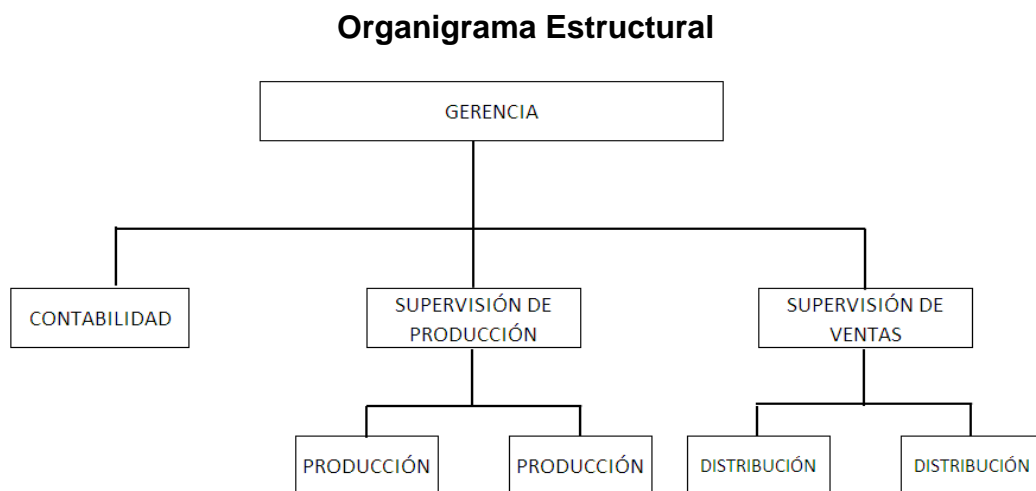 Organigrama Estructural
GERENCIA
CONTABILIDAD
SUPERVISIÓN DE
PRODUCCIÓN
SUPERVISIÓN DE
VENTAS
PRODUCCIÓN
PRODUCCIÓN
DISTRIBUCIÓN
DISTRIBUCIÓN